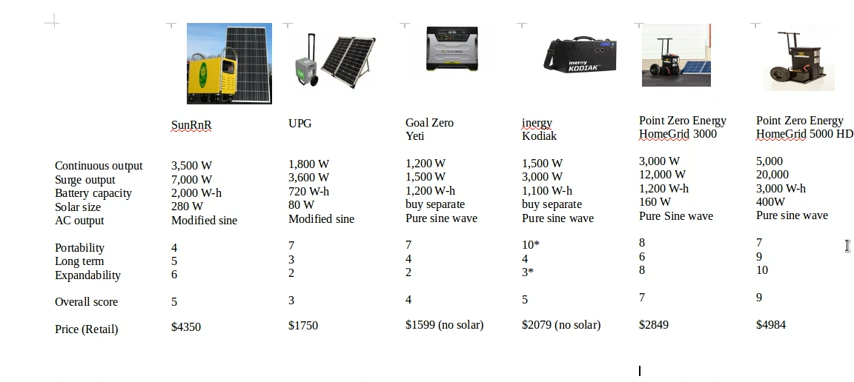 inergy
KODIAK
SunRnR UPG Goal Zero Yeti inergy Kodiak Point Zero Energy HomeGrid 3000 Point Zero Energy HomeGrid 5000 HD
Continuous output 3,500 W 1,800 W 1,200 W 1,500 W 3,000 W 5,000
Surge output 7,000 W 3,600 W 1,500 W 3,000 W 12,000 W 20,000
Battery capacity 2,000 W-h 720 W-h 1,200 W-h 1,100 W-h 1,200 W-h 3,000 W-h
Solar size 280 W 80 W buy separate buy separate 160 W 400W
AC output Modified sine Modified sine Pure sine wave Pure sine wave Pure Sine wave Pure sine wave
Portability 4 7 7 10* 8 7
Long term 5 3 4 4 6 9
Expandability 6 2 2 3* 8 10
Overall score 5 3 4 5 7 9
Price (Retail) $4350 $1750 $1599 (no solar) $2079 (no solar) $2849 $4984